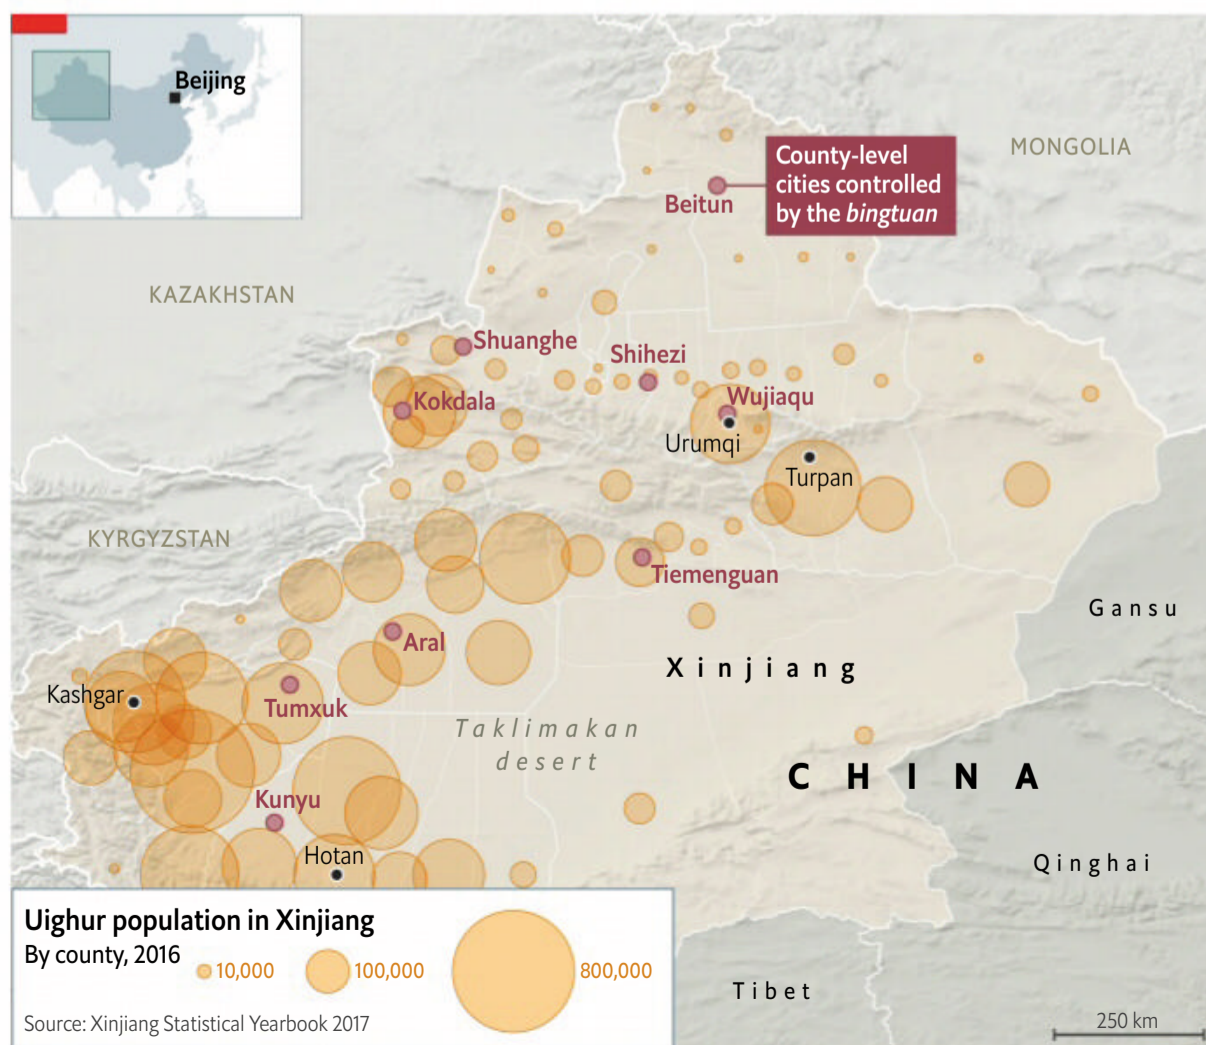 Beijing
MONGOLIA
County-level
cities controlled
by the bingtuan
Beitun
KAZAKHSTAN
Shuanghe
Shihezi
Kokdala
Wujiaqu
Urumqi
Turpan
KYRGYZSTAN
Tiemenguan
Gansu
Aral
Xinjiang
Kashgar
Tumxuk
Taklimakan
desert
CHINA
Kunyu
Hotan
Qinghai
Uighur population in Xinjiang
By county, 2016
10,000
100,000
800,000
Tibet
Source: Xinjiang Statistical Yearbook 2017
250 km